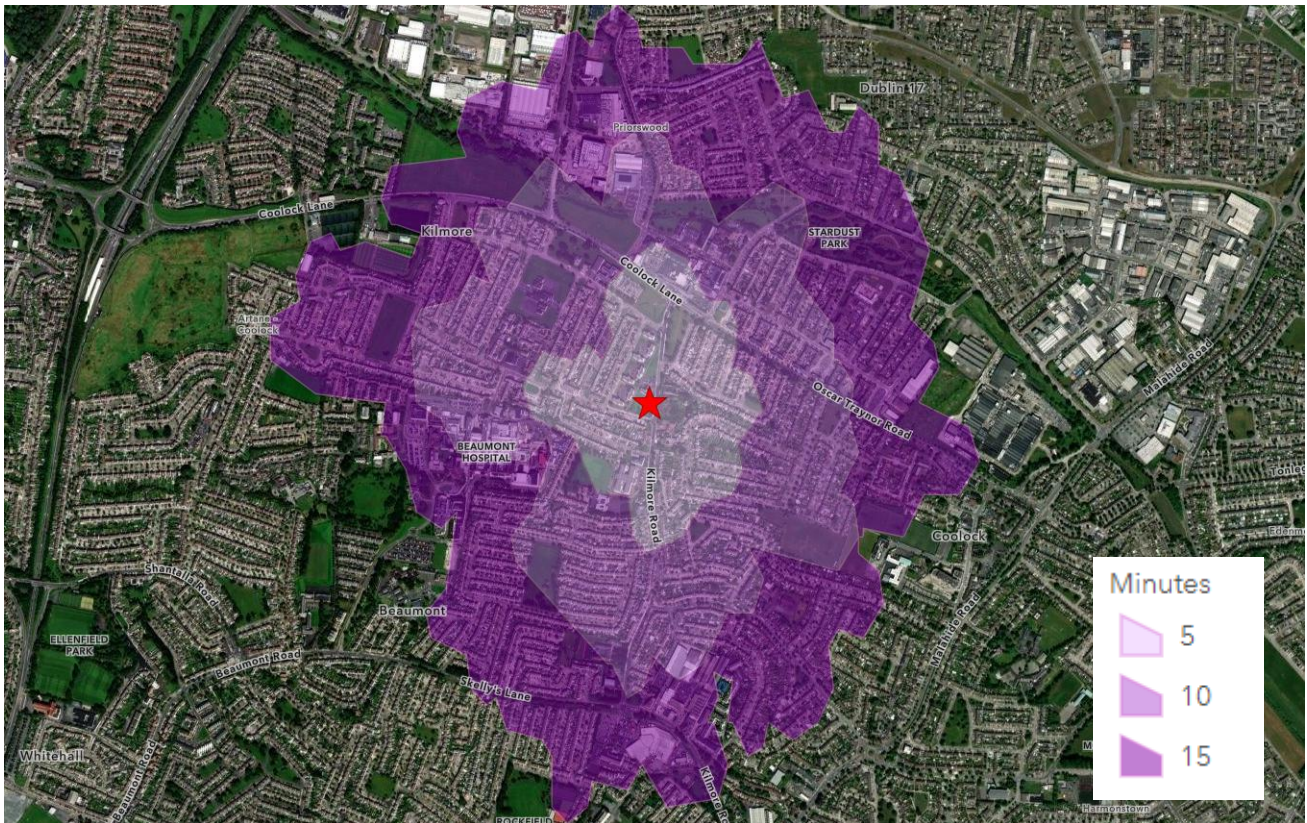 Dublin 17
Priorswood
Coolock Lane
Kilmore
STARDUST
PARK
Coolock Lane
Artane
Coolock
Malahide Road
Oscar Traynor Road
BEAUMONT
HOSPITAL
Kilmore Road
Coolock
Shantalla Road
Beaumont
ELLENFIELD
PARK
Beaumont Road
Malahide Road
Skelly's Lane
Whitehall
Beaumont Road
Harmonstown
Minutes
5
10
15